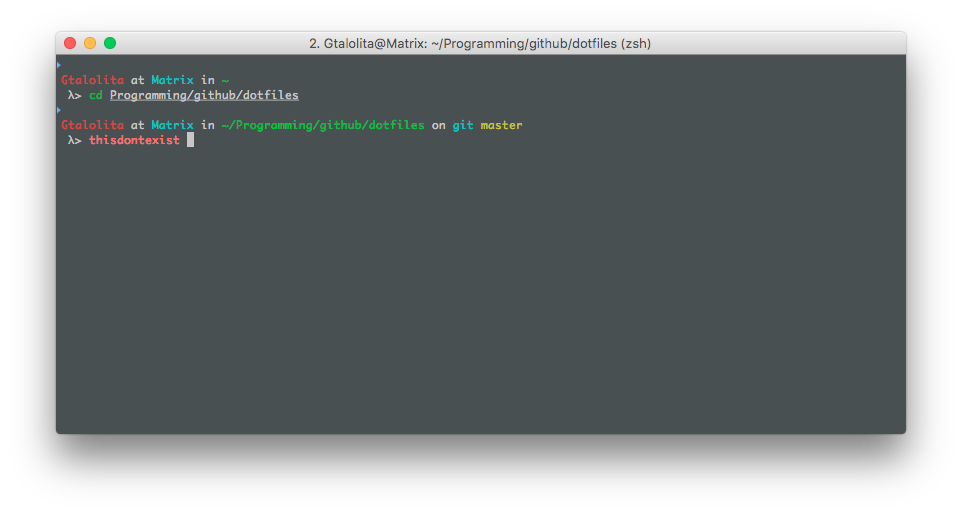 2. Gtalolita@Matrix: ~/Programming/github/dotfiles (zsh)
Gtalolita at Matrix in ~
λ> cd Programming/github/dotfiles
Gtalolita at Matrix in ~/Programming/github/dotfiles on git master
λ> thisdontexist